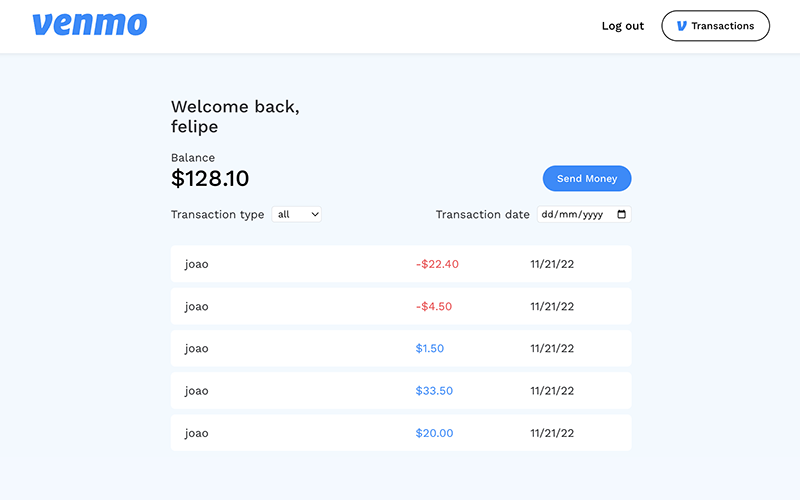 venmo
Log out
Transactions
Welcome back,
felipe
Balance
$128.10
Send Money
Transaction type all
Transaction date dd/mm/yyyy
joao -$22.40 11/21/22
joao -$4.50 11/21/22
joao $1.50 11/21/22
joao $33.50 11/21/22
joao $20.00 11/21/22